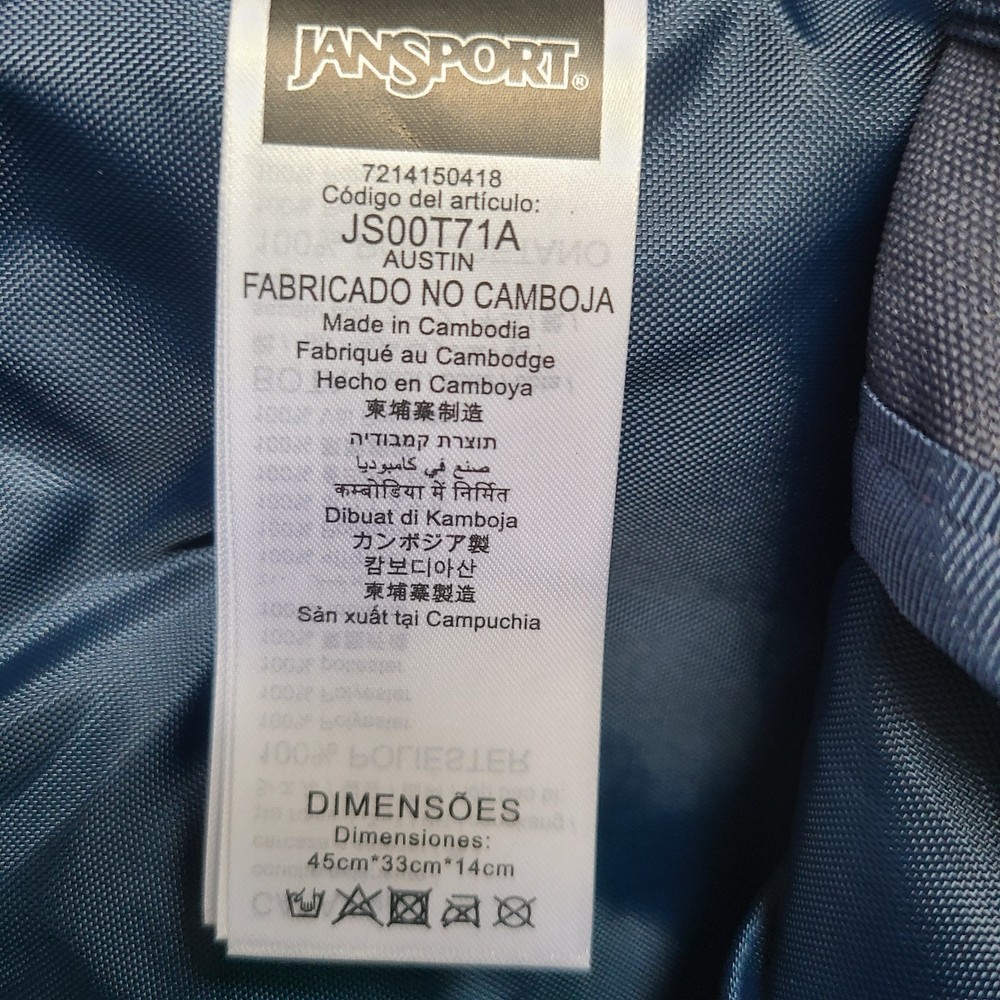 JANSPORT®
7214150418
Código del artículo:
JS00T71A
AUSTIN
FABRICADO NO CAMBOJA
Made in Cambodia
Fabriqué au Cambodge
Hecho en Camboya
柬埔寨制造
תוצרת קמבודיה
صنع في كامبوديا
कम्बोडिया में निर्मित
Dibuat di Kamboja
カンボジア製
캄보디아산
柬埔寨製造
Sản xuất tại Campuchia
DIMENSÕES
Dimensiones:
45cm*33cm*14cm